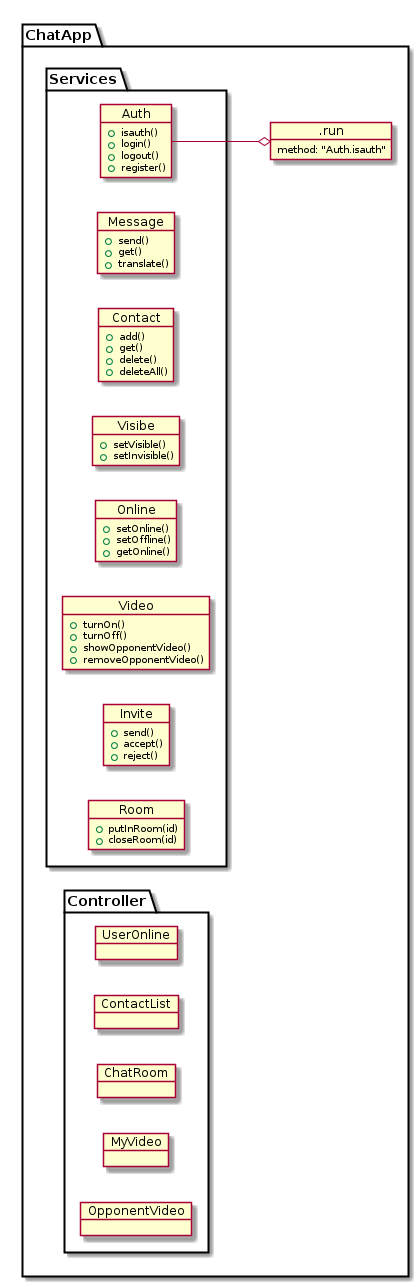 ChatApp
Services
Auth
isauth()
login()
logout()
register()
.run
method: "Auth.isauth"
Message
send()
get()
translate()
Contact
add()
get()
delete()
deleteAll()
Visibe
setVisible()
setInvisible()
Online
setOnline()
setOffline()
getOnline()
Video
turnOn()
turnOff()
showOpponentVideo()
removeOpponentVideo()
Invite
send()
accept()
reject()
Room
putInRoom(id)
closeRoom(id)
Controller
UserOnline
ContactList
ChatRoom
MyVideo
OpponentVideo